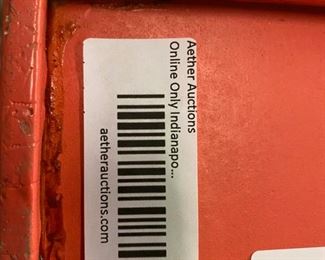 Aether Auctions
Online Only Indianapo...
aetherauctions.com